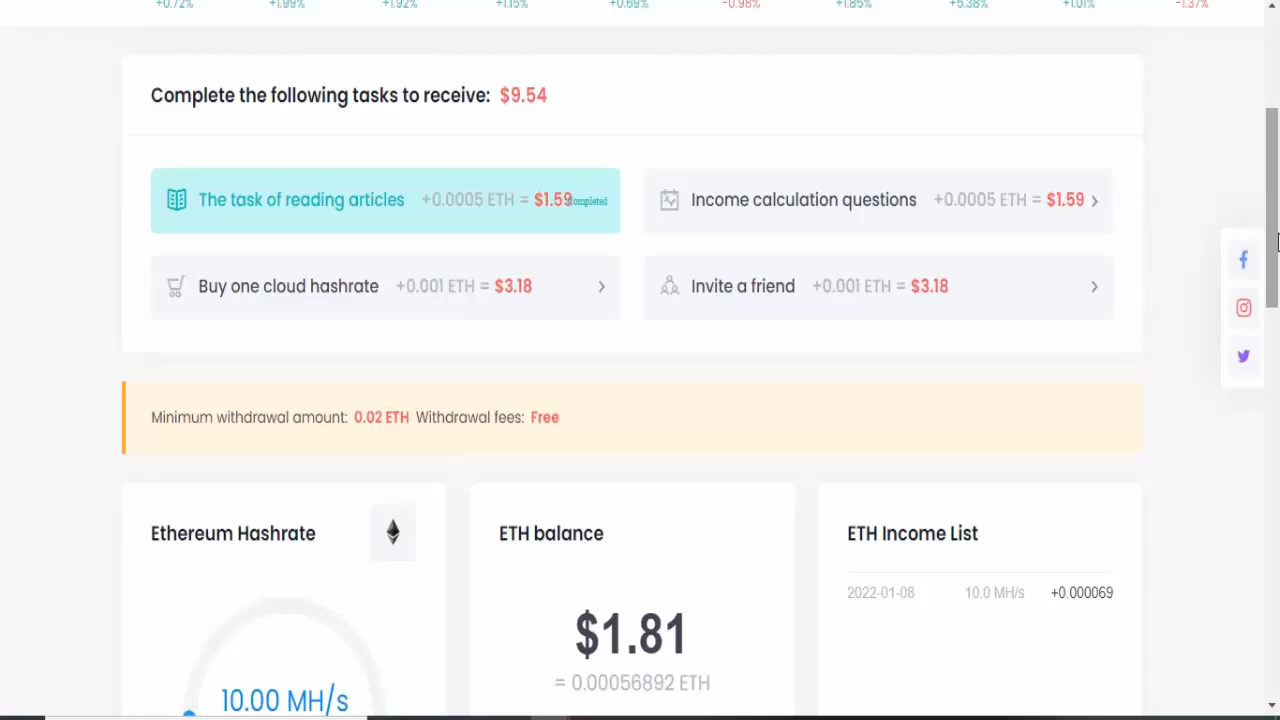 +0.72% +1.99% +1.92% +1.15% +0.69% -0.98% +1.85% +5.38% +1.01% -1.37%
Complete the following tasks to receive: $9.54
The task of reading articles +0.0005 ETH = $1.59 Completed
Income calculation questions +0.0005 ETH = $1.59
Buy one cloud hashrate +0.001 ETH = $3.18
Invite a friend +0.001 ETH = $3.18
Minimum withdrawal amount: 0.02 ETH Withdrawal fees: Free
Ethereum Hashrate
10.00 MH/s
ETH balance
$1.81
= 0.00056892 ETH
ETH Income List
2022-01-08 10.0 MH/s +0.000069